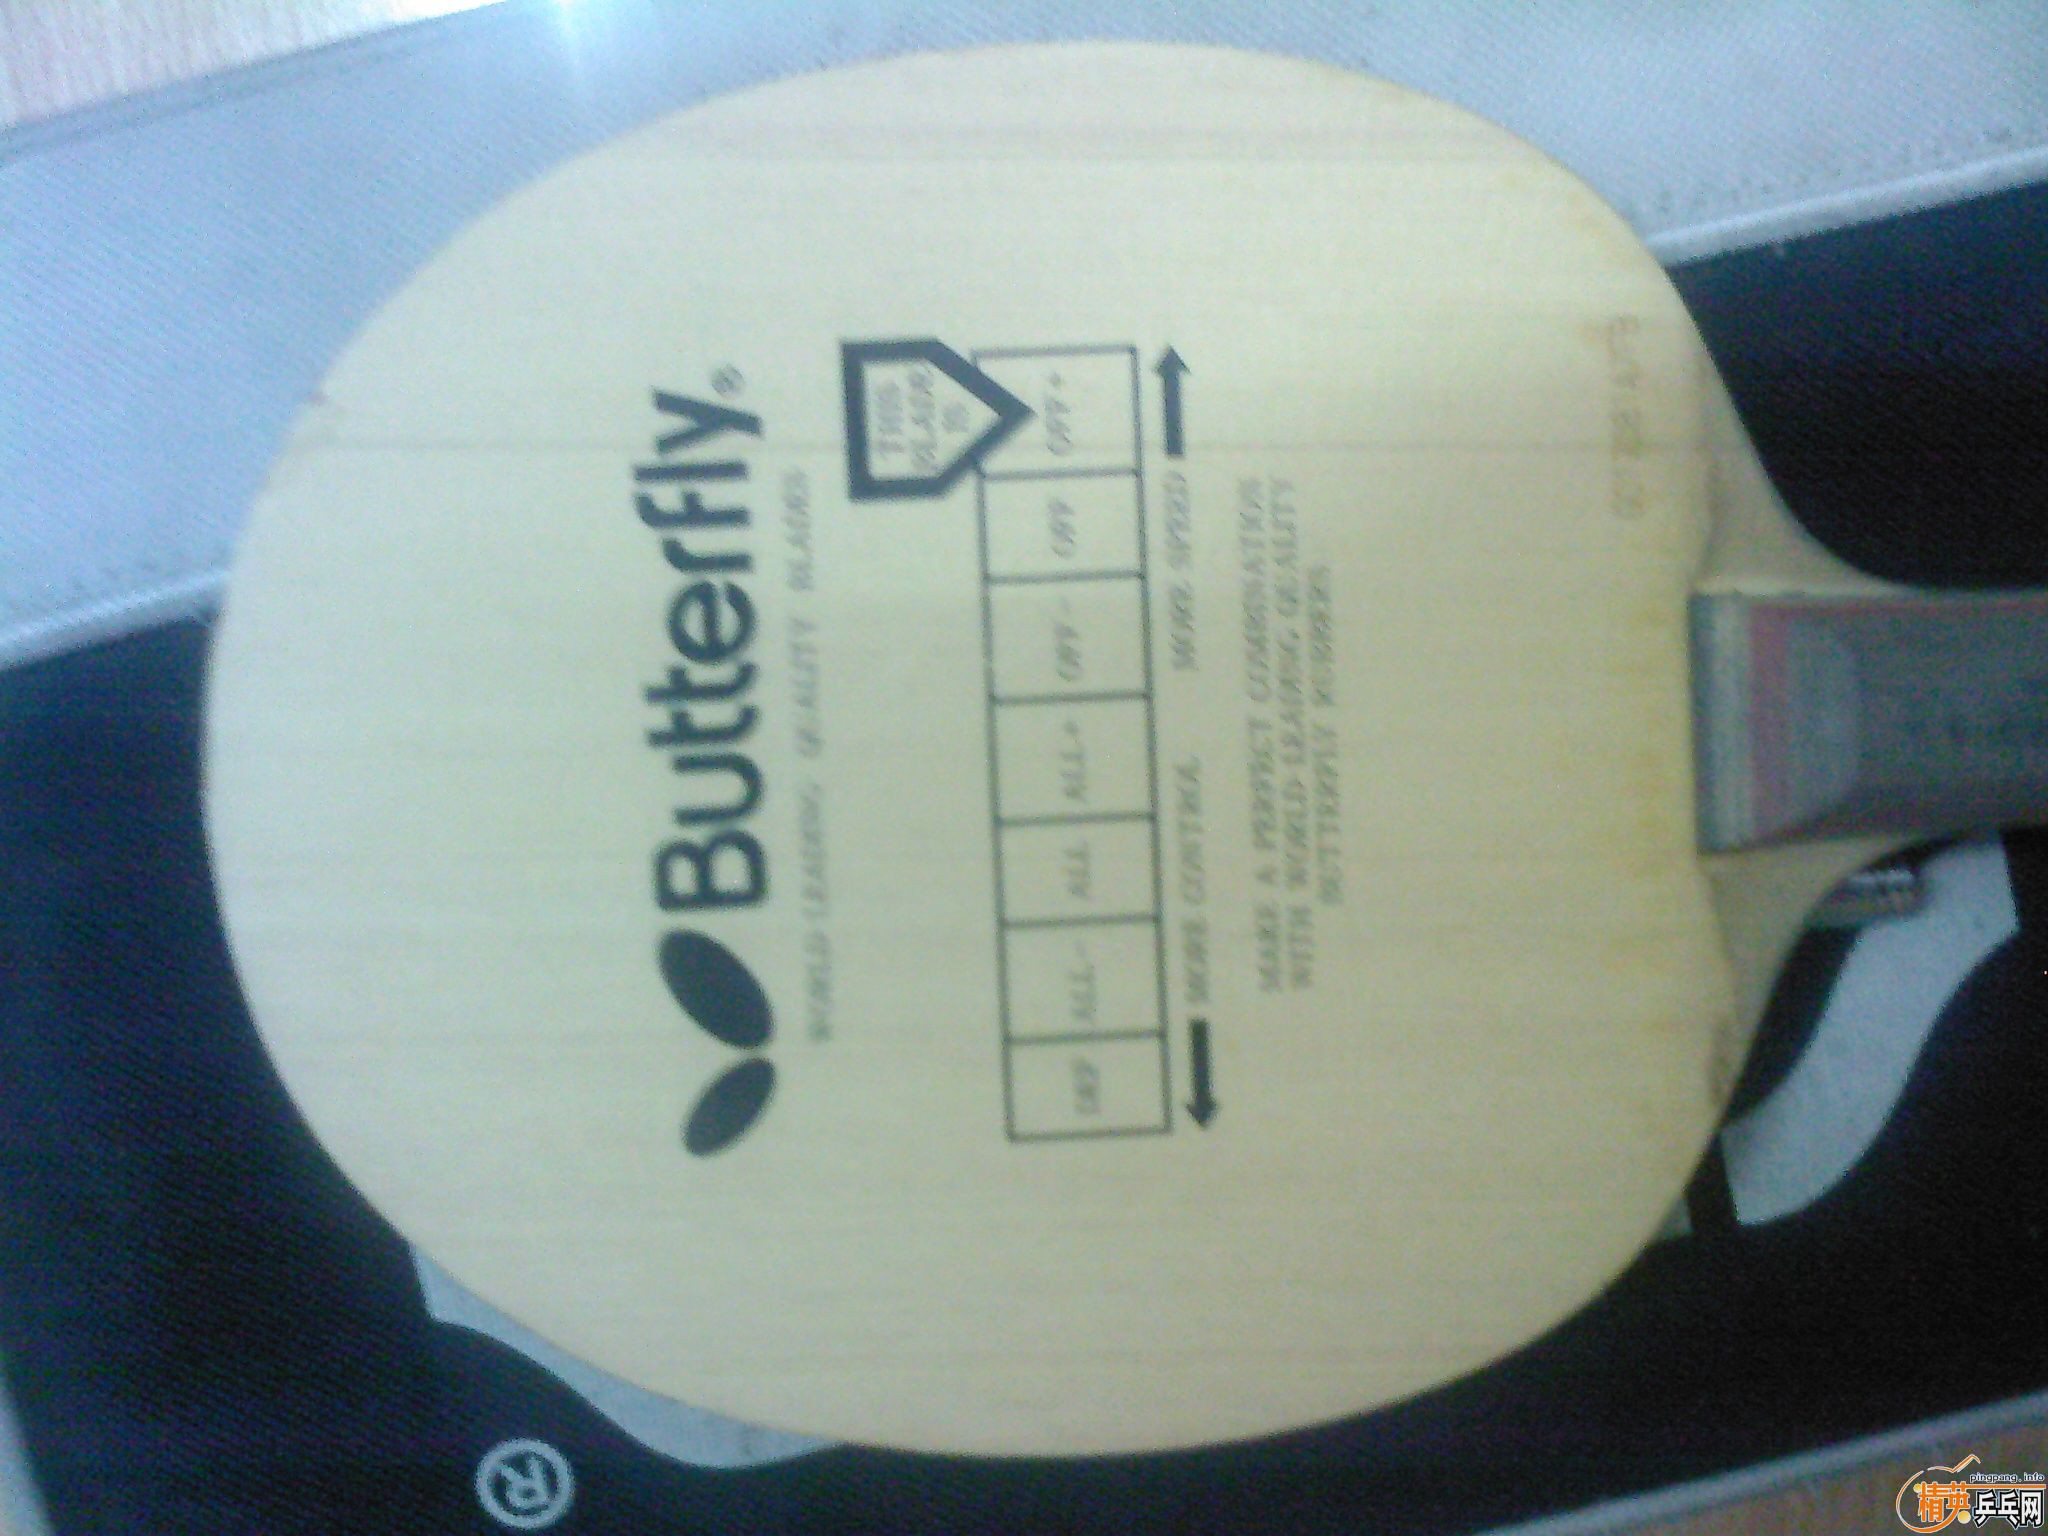 Butterfly®
WORLD LEADING QUALITY BLADES
THIS
BLADE
IS
DEF ALL- ALL ALL+ OFF- OFF OFF+
MORE CONTROL MORE SPEED
MAKE A PERFECT COMBINATION
WITH WORLD LEADING QUALITY
BUTTERFLY RUBBERS
®
pingpang.info
精英乒乓网